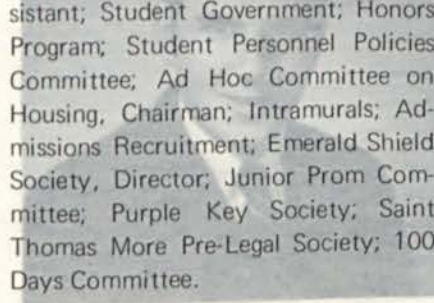 sistant; Student Government; Honors
Program; Student Personnel Policies
Committee; Ad Hoc Committee on
Housing, Chairman; Intramurals; Ad-
missions Recruitment; Emerald Shield
Society, Director; Junior Prom Com-
mittee; Purple Key Society; Saint
Thomas More Pre-Legal Society; 100
Days Committee.